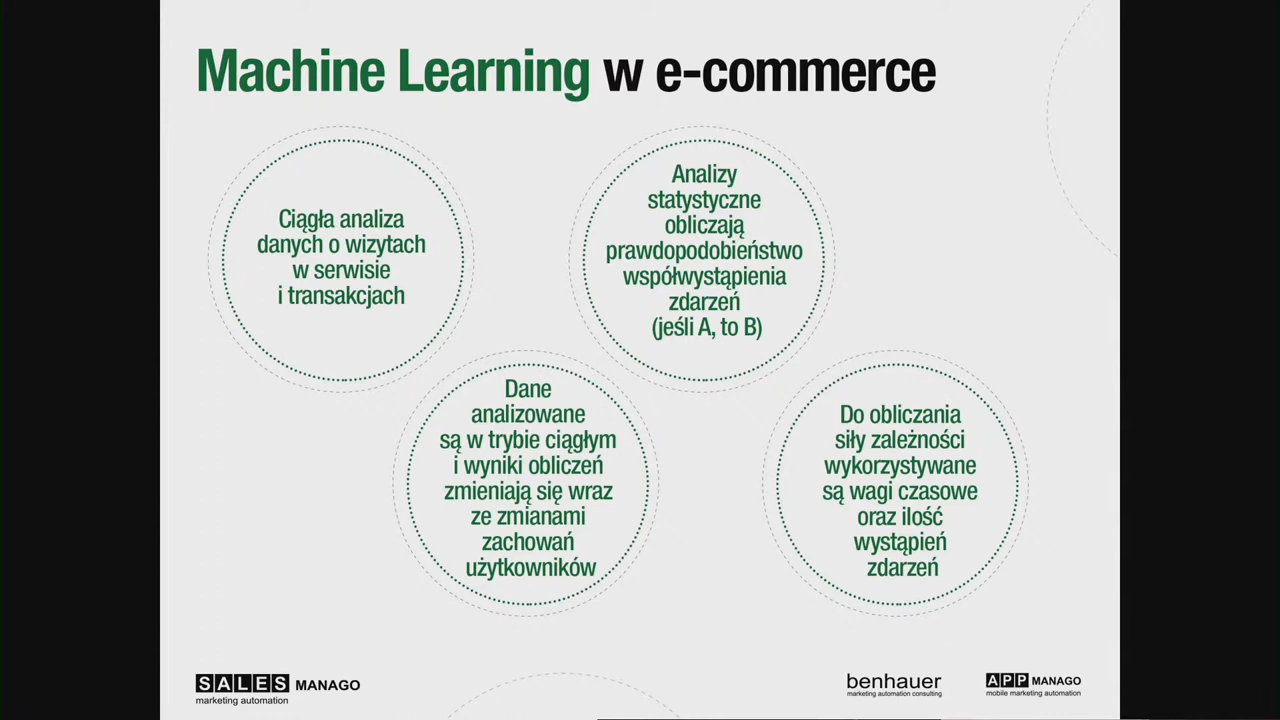 Machine Learning w e-commerce
Ciągła analiza
danych o wizytach
w serwisie
i transakcjach
Analizy
statystyczne
obliczają
prawdopodobieństwo
współwystąpienia
zdarzeń
(jeśli A, to B)
Dane
analizowane
są w trybie ciągłym
i wyniki obliczeń
zmieniają się wraz
ze zmianami
zachowań
użytkowników
Do obliczania
siły zależności
wykorzystywane
są wagi czasowe
oraz ilość
wystąpień
zdarzeń
SALES MANAGO
marketing automation
benhauer
marketing automation consulting
APP MANAGO
mobile marketing automation